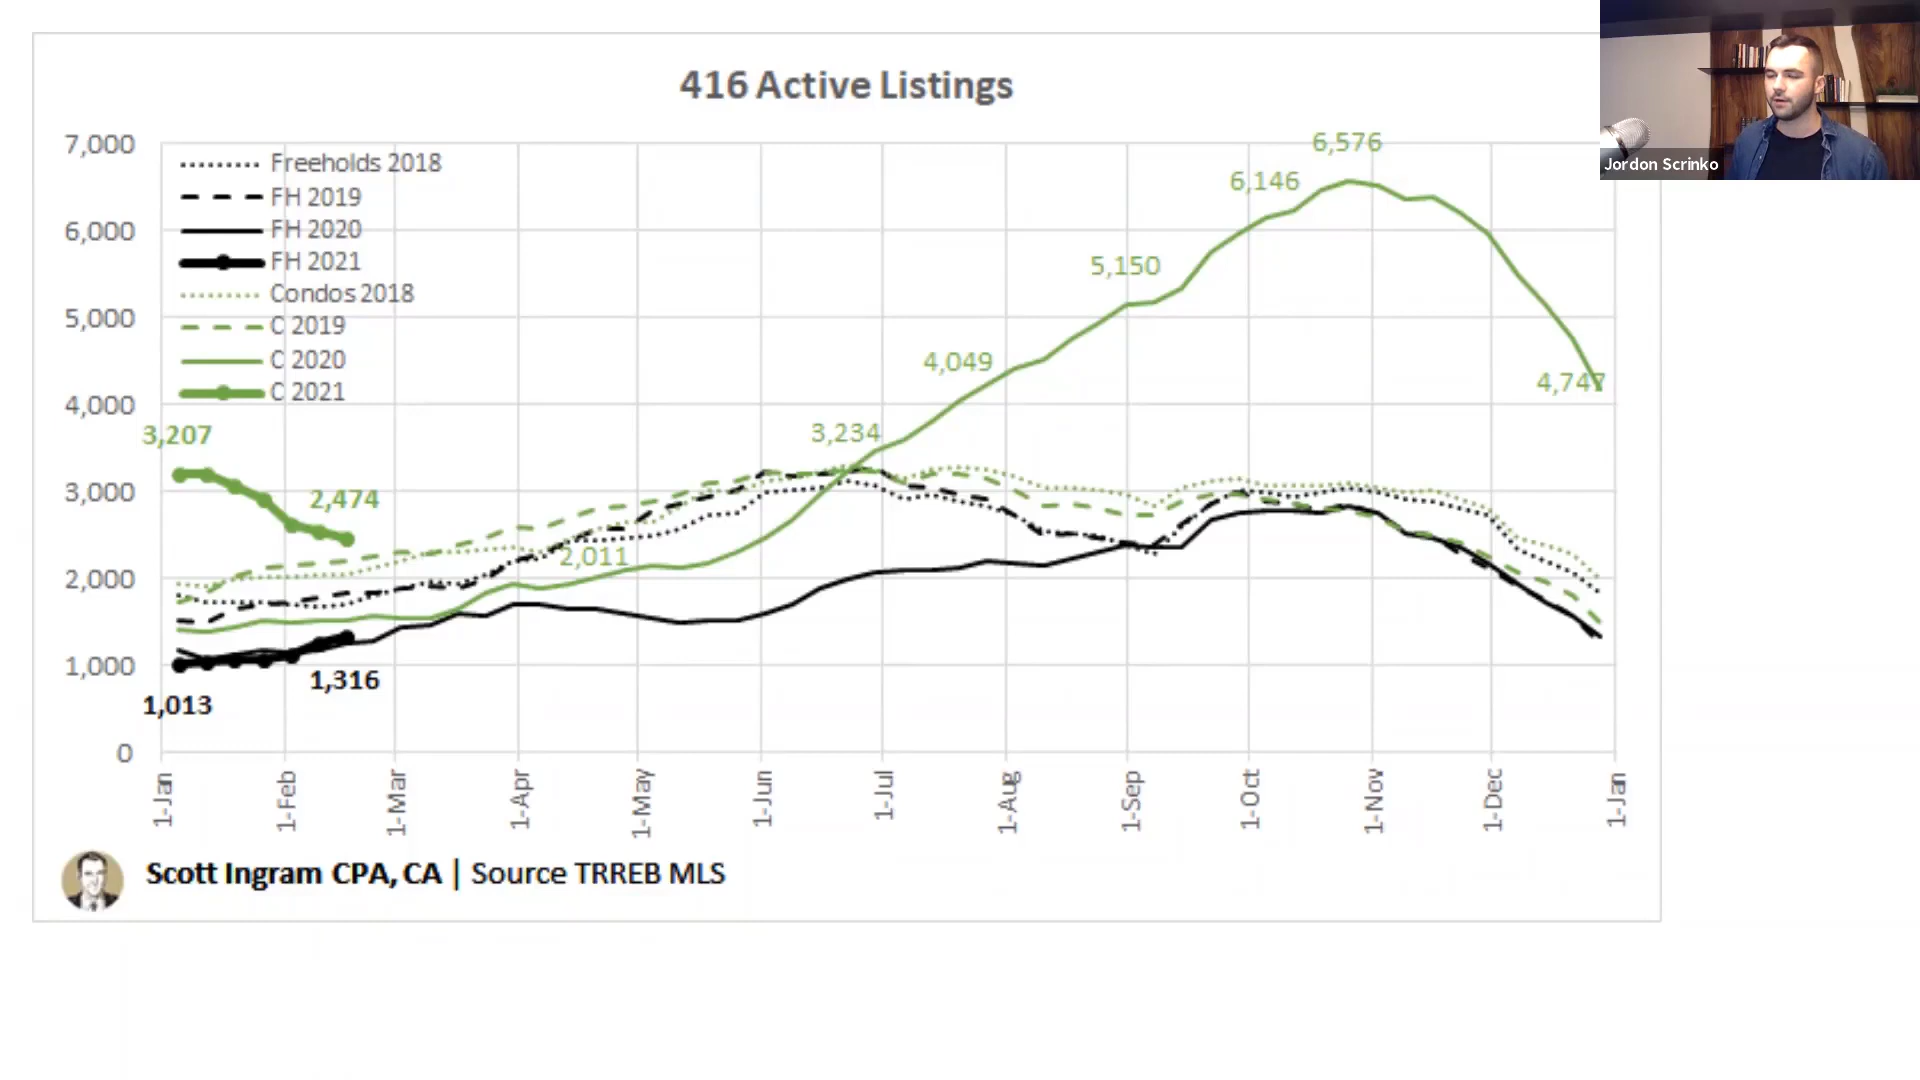 416 Active Listings
7,000
6,000
5,000
4,000
3,000
2,000
1,000
0
Freeholds 2018
FH 2019
FH 2020
FH 2021
Condos 2018
C 2019
C 2020
C 2021
3,207
2,474
1,316
1,013
2,011
3,234
4,049
5,150
6,146
6,576
4,747
1-Jan
1-Feb
1-Mar
1-Apr
1-May
1-Jun
1-Jul
1-Aug
1-Sep
1-Oct
1-Nov
1-Dec
1-Jan
Scott Ingram CPA, CA | Source TRREB MLS
Jordon Scrinko